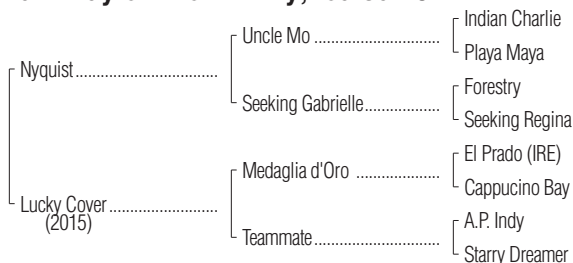 Indian Charlie
Uncle Mo ....................................
Playa Maya
Nyquist..................................
Forestry
Seeking Gabrielle.....................
Seeking Regina
El Prado (IRE)
Medaglia d'Oro .......................
Cappucino Bay
Lucky Cover ..........................
(2015)
A.P. Indy
Teammate...................................
Starry Dreamer